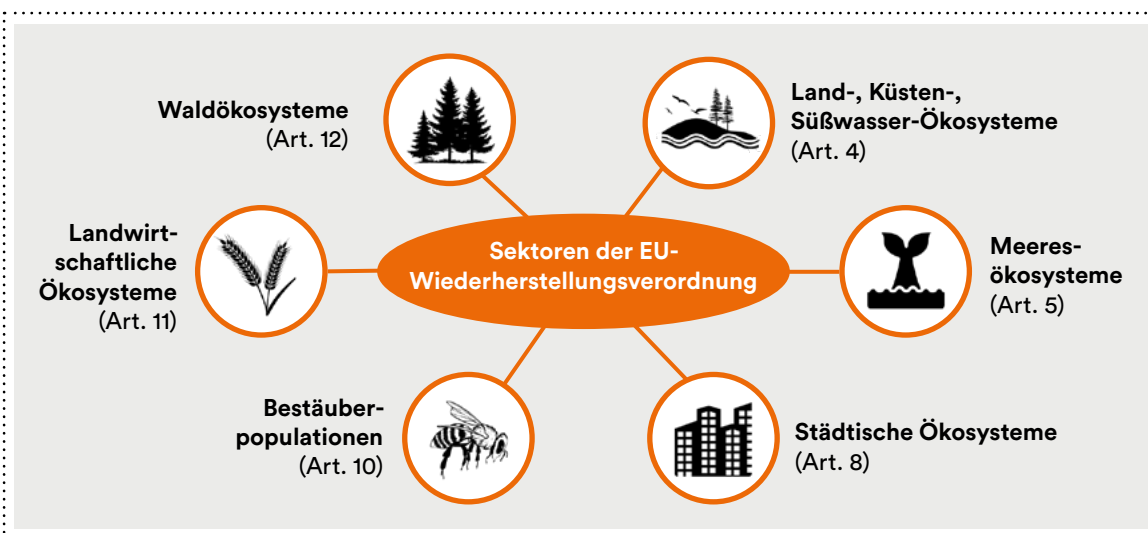 Waldökosysteme
(Art. 12)
Land-, Küsten-,
Süßwasser-Ökosysteme
(Art. 4)
Landwirt-
schaftliche
Ökosysteme
(Art. 11)
Sektoren der EU-
Wiederherstellungsverordnung
Meeres-
ökosysteme
(Art. 5)
Bestäuber-
populationen
(Art. 10)
Städtische Ökosysteme
(Art. 8)